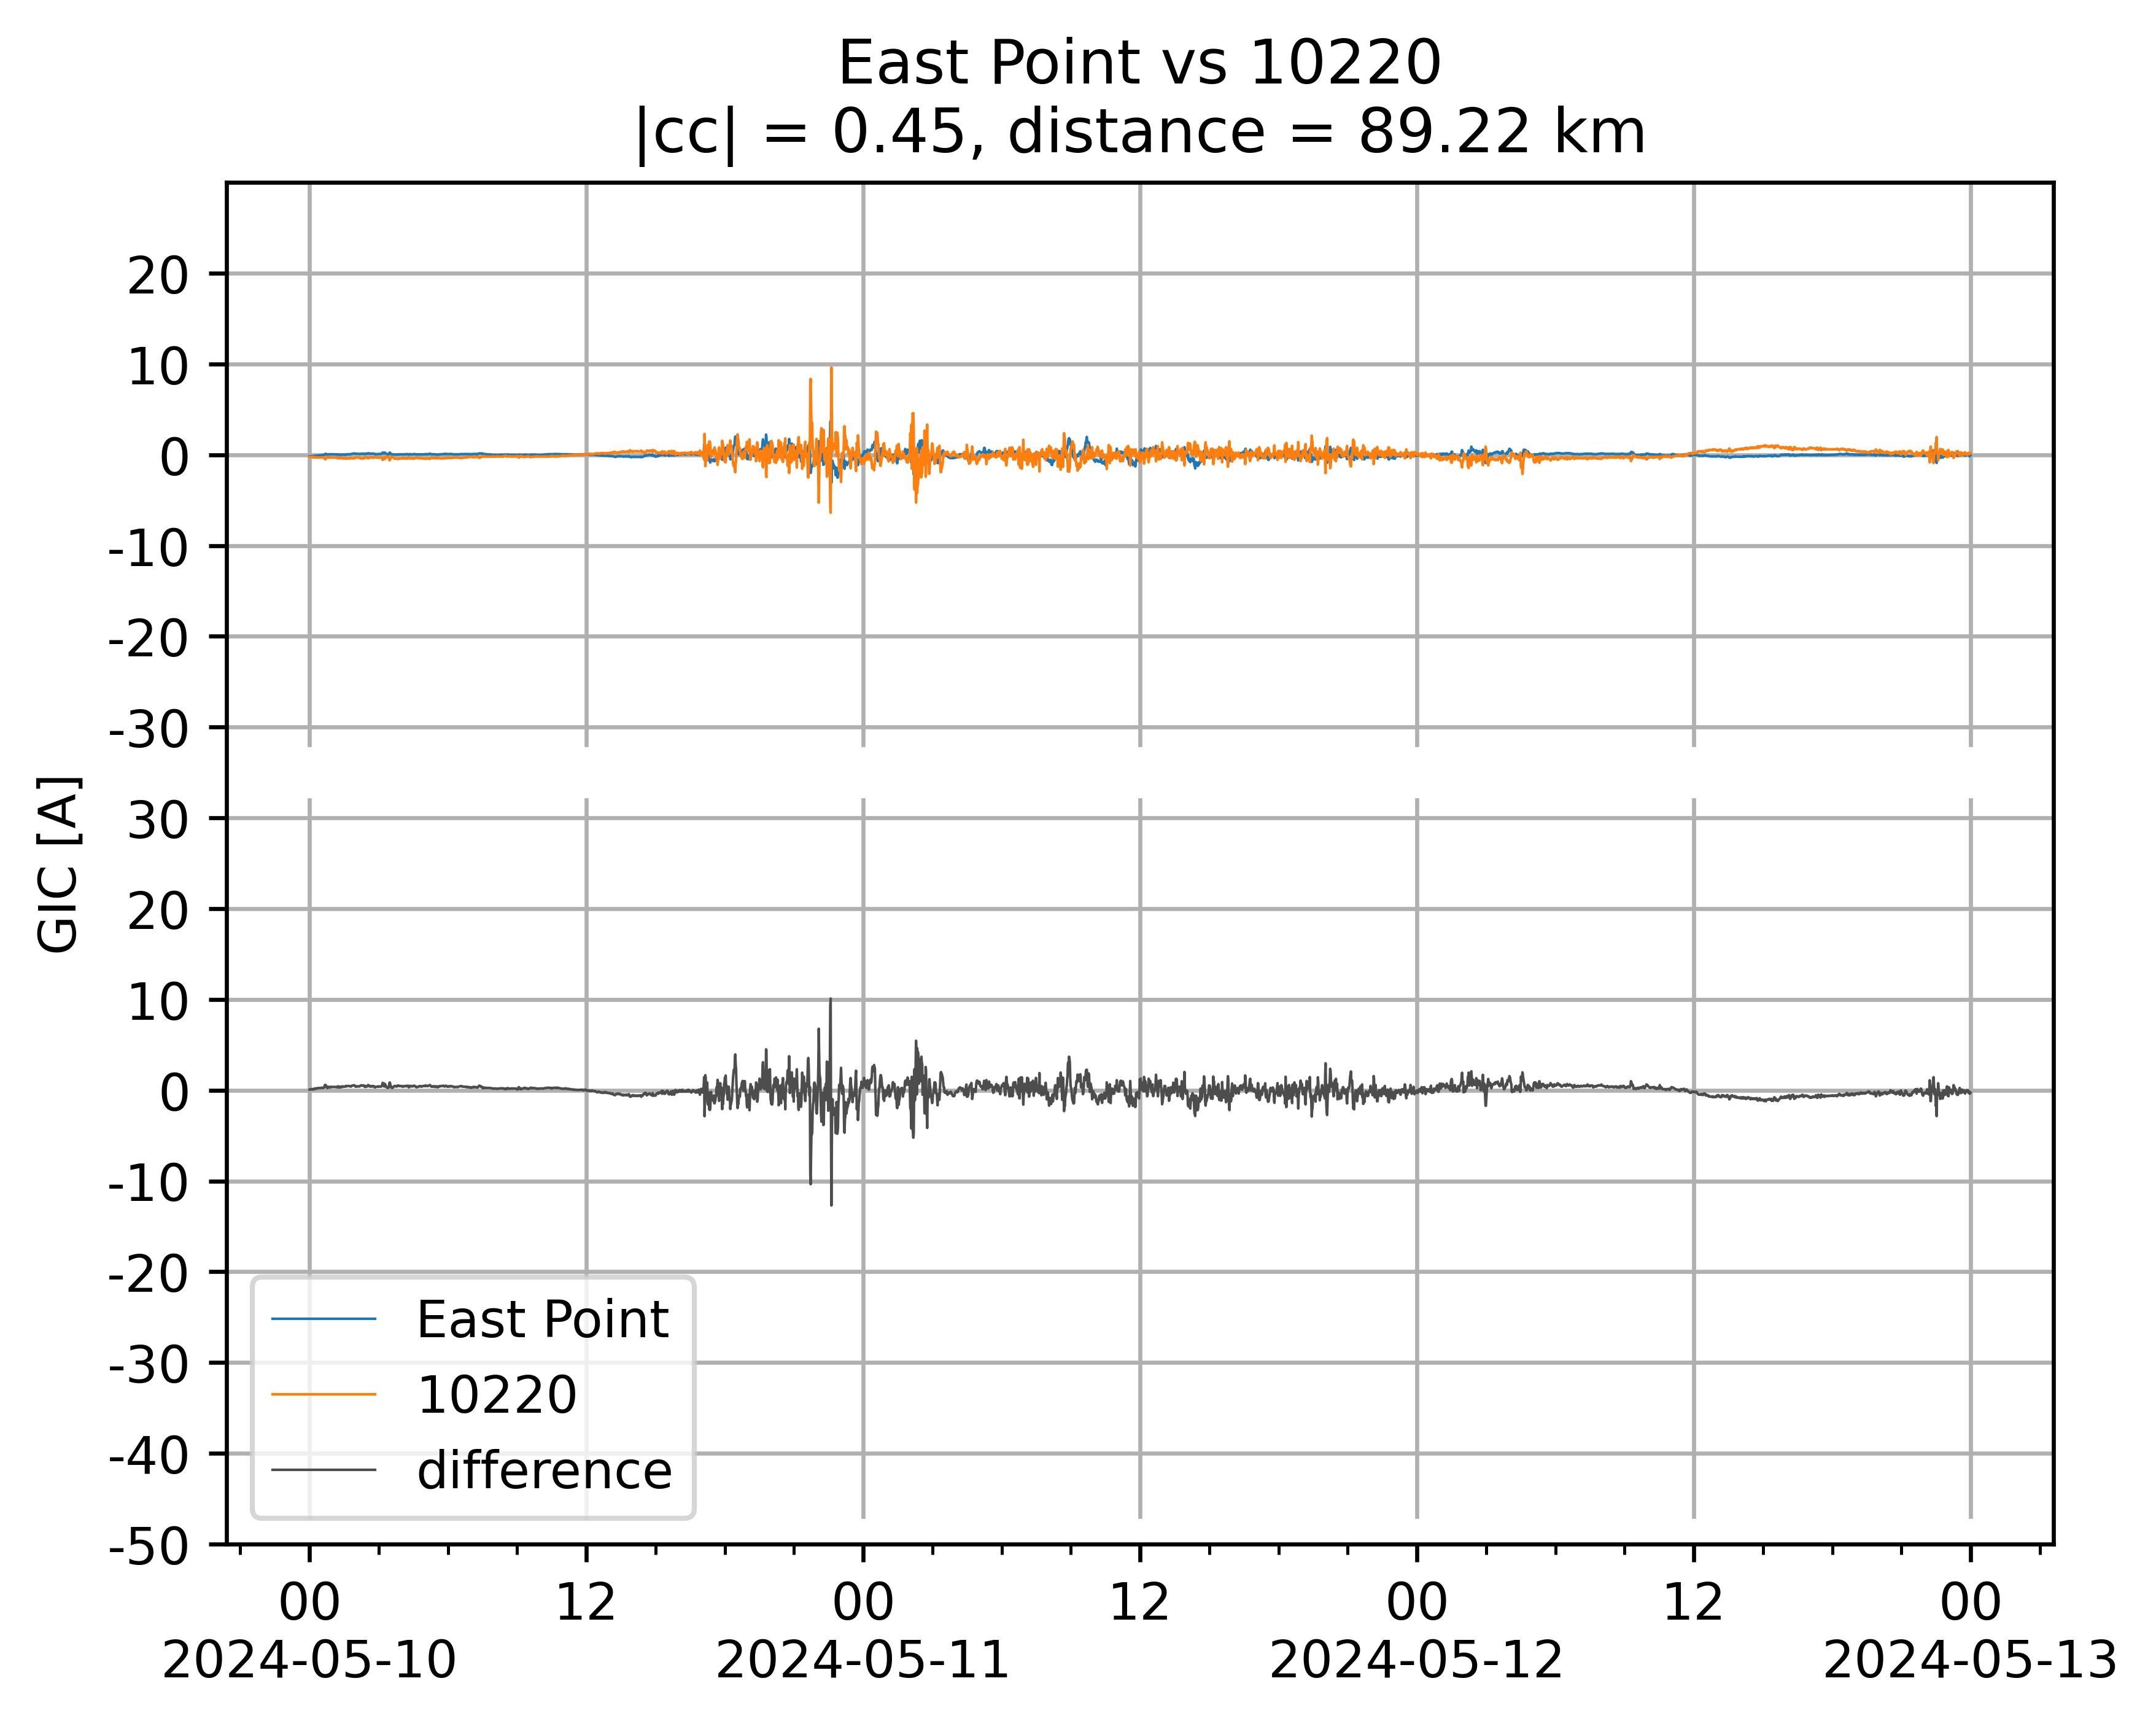 East Point vs 10220
|cc| = 0.45, distance = 89.22 km
GIC [A]
20
10
0
-10
-20
-30
30
20
10
0
-10
-20
-30
-40
-50
East Point
10220
difference
00 12 00 12 00 12 00
2024-05-10 2024-05-11 2024-05-12 2024-05-13